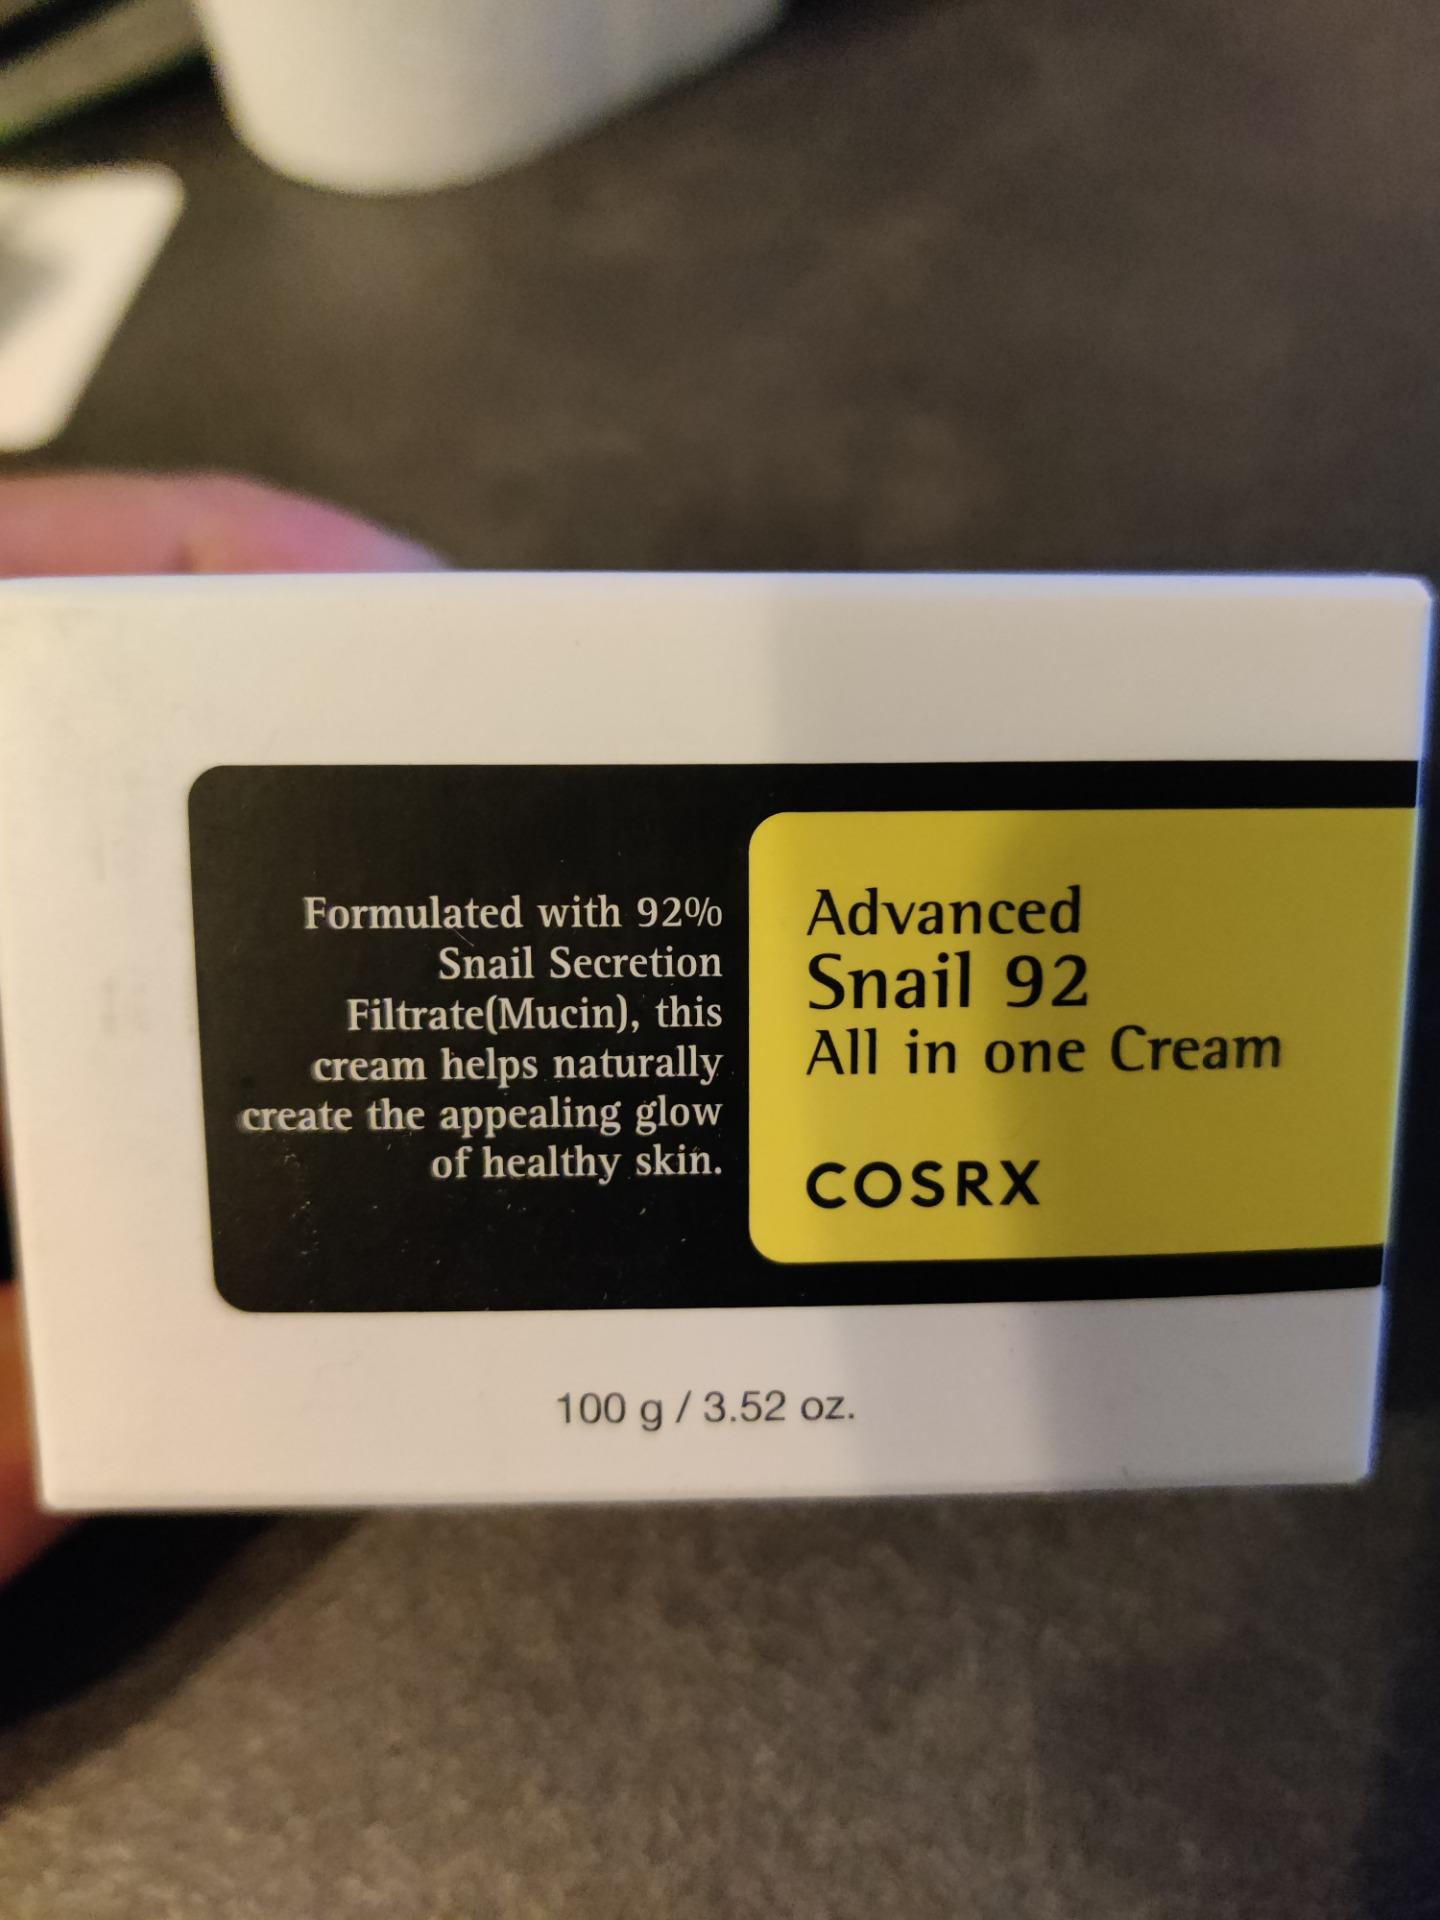 Formulated with 92%
Snail Secretion
Filtrate(Mucin), this
cream helps naturally
create the appealing glow
of healthy skin.
Advanced
Snail 92
All in one Cream
COSRX
100 g / 3.52 oz.